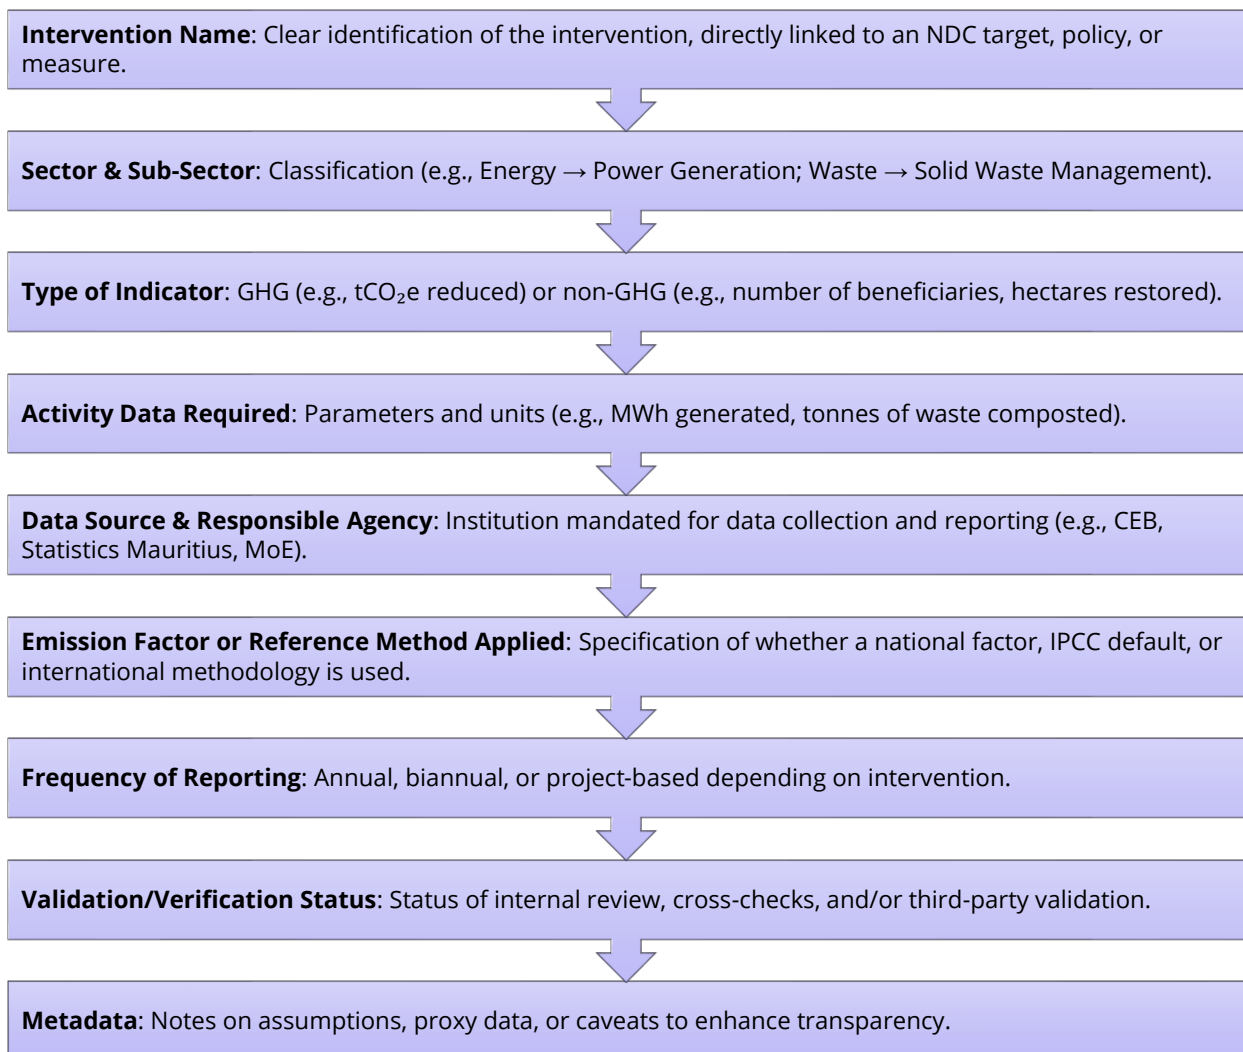 Intervention Name: Clear identification of the intervention, directly linked to an NDC target, policy, or
measure.
Sector & Sub-Sector: Classification (e.g., Energy → Power Generation; Waste → Solid Waste Management).
Type of Indicator: GHG (e.g., tCO₂e reduced) or non-GHG (e.g., number of beneficiaries, hectares restored).
Activity Data Required: Parameters and units (e.g., MWh generated, tonnes of waste composted).
Data Source & Responsible Agency: Institution mandated for data collection and reporting (e.g., CEB,
Statistics Mauritius, MoE).
Emission Factor or Reference Method Applied: Specification of whether a national factor, IPCC default, or
international methodology is used.
Frequency of Reporting: Annual, biannual, or project-based depending on intervention.
Validation/Verification Status: Status of internal review, cross-checks, and/or third-party validation.
Metadata: Notes on assumptions, proxy data, or caveats to enhance transparency.